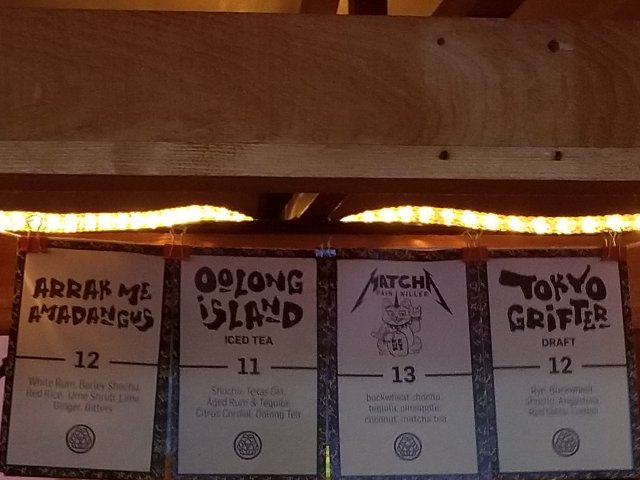 ARRAK ME
AMADANGUS
12
White Rum, Barley Shochu,
Red Rice, Ume Shrub, Lime
Ginger, Bitters
OOLONG
ISLAND
ICED TEA
11
Shochu, Texas Gin,
Aged Rum & Tequila,
Citrus Cordial, Oolong Tea
MATCHA
PAIN KILLER
13
buckwheat shochu,
tequila, pineapple,
coconut, matcha tea
TOKYO
GRIFTER
DRAFT
12
Rye, Buckwheat
Shochu, Angostura
Red